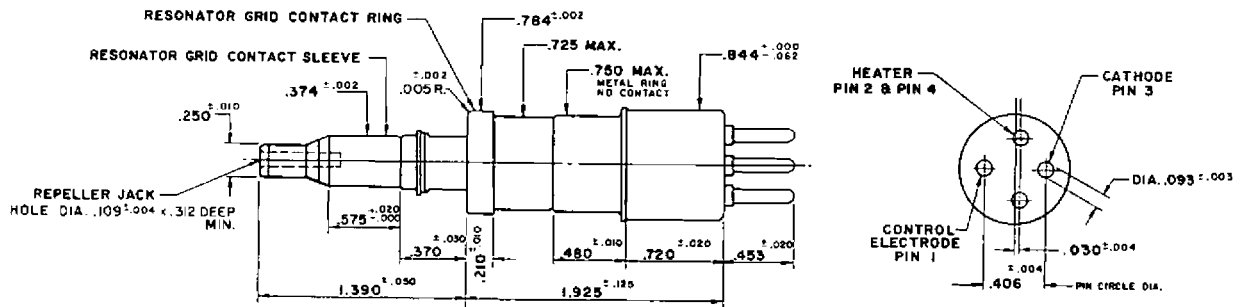 RESONATOR GRID CONTACT RING
.784 ±.002
.725 MAX.
RESONATOR GRID CONTACT SLEEVE
±.002
.005 R.
.750 MAX.
METAL RING
NO CONTACT
.844 +.000 -.062
.374 ±.002
.250 ±.010
REPELLER JACK
HOLE DIA. .109 ±.004 x .312 DEEP
MIN.
.575 +.020 -.000
.370 ±.030
.210 ±.010
.480 ±.010
.720 ±.020
.453 ±.020
1.390 ±.050
1.925 ±.125
HEATER
PIN 2 & PIN 4
CATHODE
PIN 3
DIA. .093 ±.003
CONTROL
ELECTRODE
PIN 1
.030 ±.004
±.004
.406
PIN CIRCLE DIA.